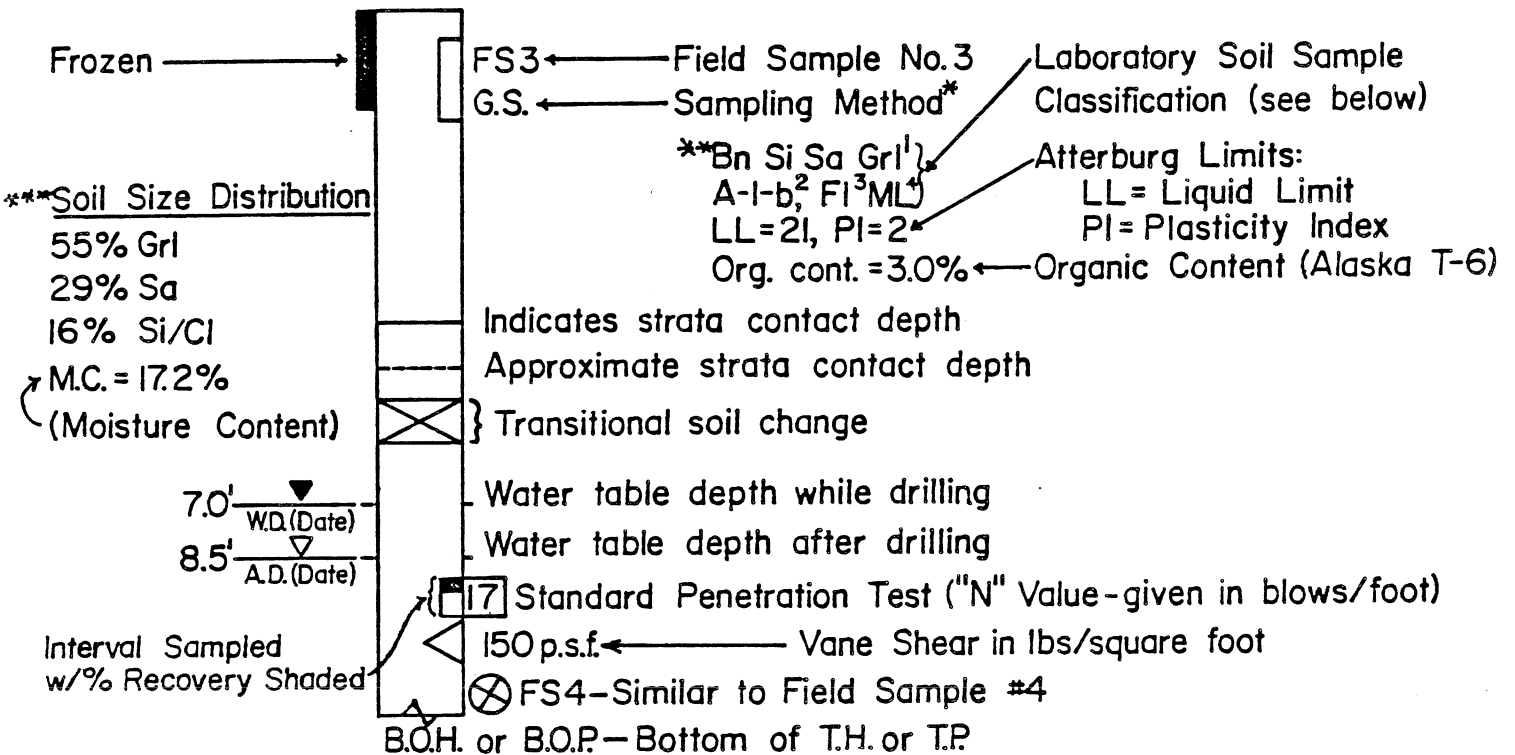 Frozen
FS3
Field Sample No. 3
G.S.
Sampling Method*
Laboratory Soil Sample
Classification (see below)
**Bn Si Sa Grl¹
A-1-b,² F1³ ML⁴
LL=21, PI=2
Org. cont. =3.0%
Atterburg Limits:
LL= Liquid Limit
PI= Plasticity Index
Organic Content (Alaska T-6)
***Soil Size Distribution
55% Grl
29% Sa
16% Si/Cl
M.C. = 17.2%
(Moisture Content)
Indicates strata contact depth
Approximate strata contact depth
Transitional soil change
7.0'
W.D.(Date)
Water table depth while drilling
8.5'
A.D.(Date)
Water table depth after drilling
17 Standard Penetration Test ("N" Value-given in blows/foot)
Interval Sampled
w/% Recovery Shaded
150 p.s.f.
Vane Shear in lbs/square foot
FS4-Similar to Field Sample #4
B.O.H. or B.O.P.-Bottom of T.H. or T.P.